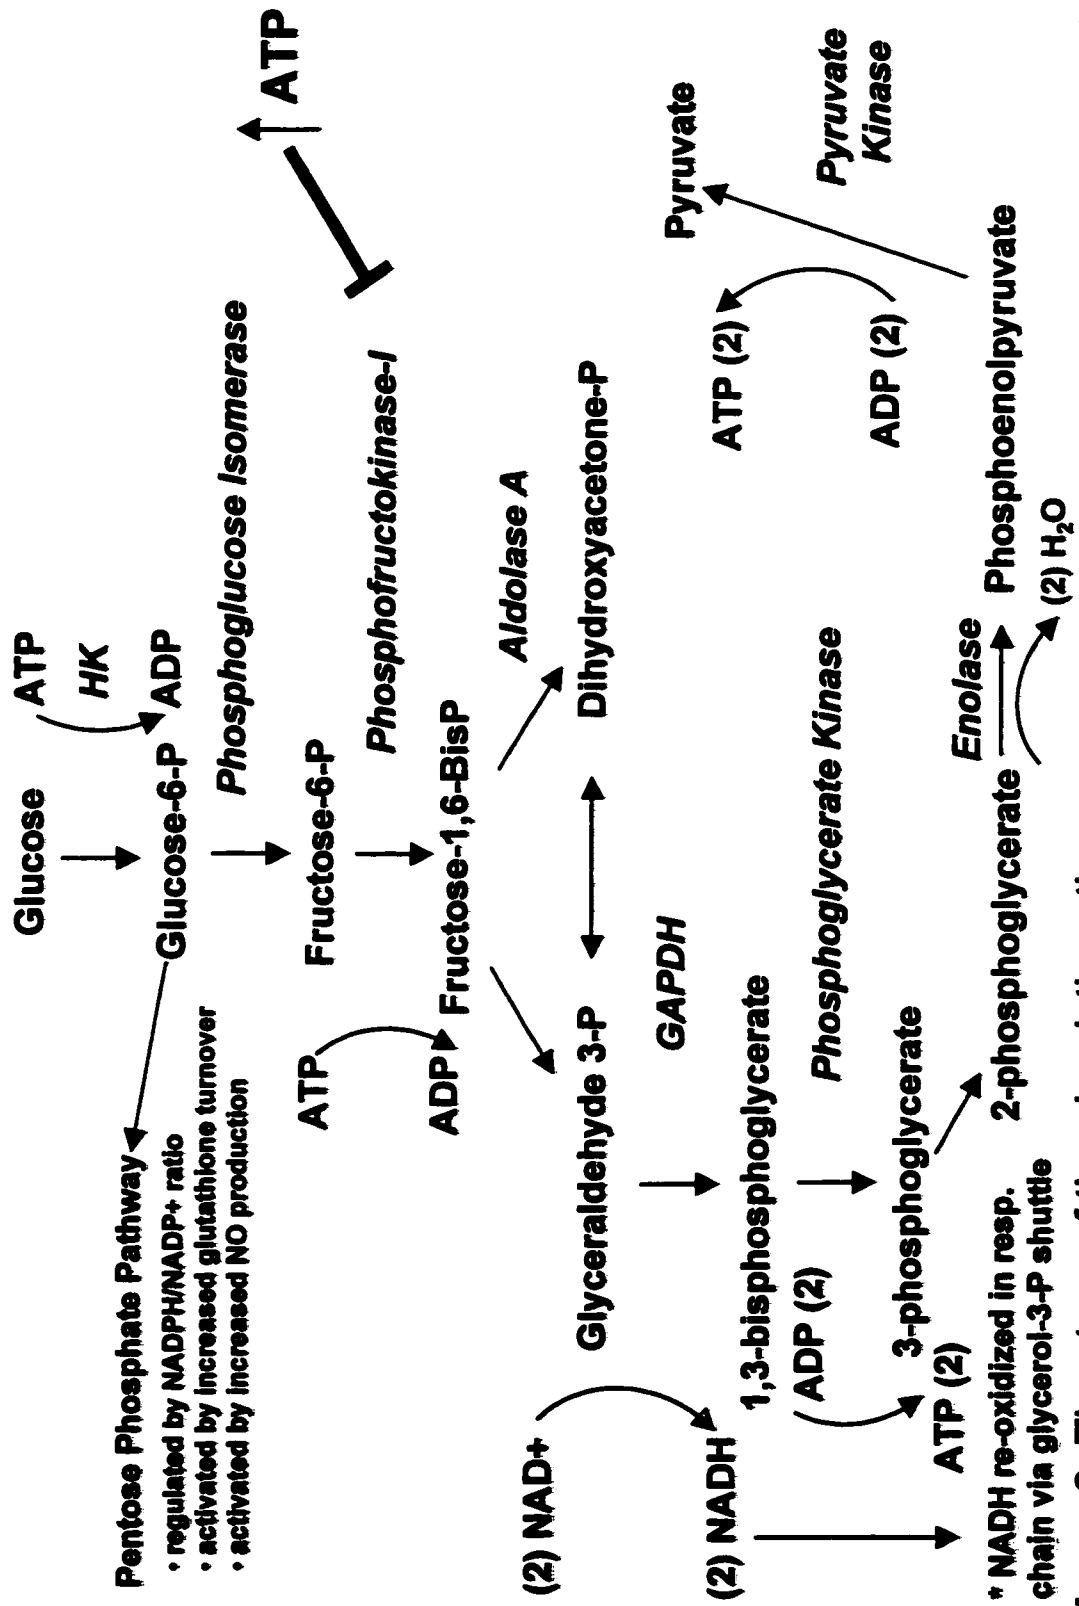 Glucose
ATP
HK
ADP
ATP
Pentose Phosphate Pathway
• regulated by NADPH/NADP+ ratio
• activated by increased glutathione turnover
• activated by increased NO production
Glucose-6-P
Phosphoglucose Isomerase
Fructose-6-P
ATP
Phosphofructokinase-I
ADP
Fructose-1,6-BisP
Aldolase A
Glyceraldehyde 3-P
Dihydroxyacetone-P
(2) NAD+
GAPDH
(2) NADH
1,3-bisphosphoglycerate
ADP (2)
Phosphoglycerate Kinase
3-phosphoglycerate
ATP (2)
* NADH re-oxidized in resp.
chain via glycerol-3-P shuttle
2-phosphoglycerate
Enolase
Phosphoenolpyruvate
(2) H₂O
ATP (2)
ADP (2)
Pyruvate
Pyruvate
Kinase